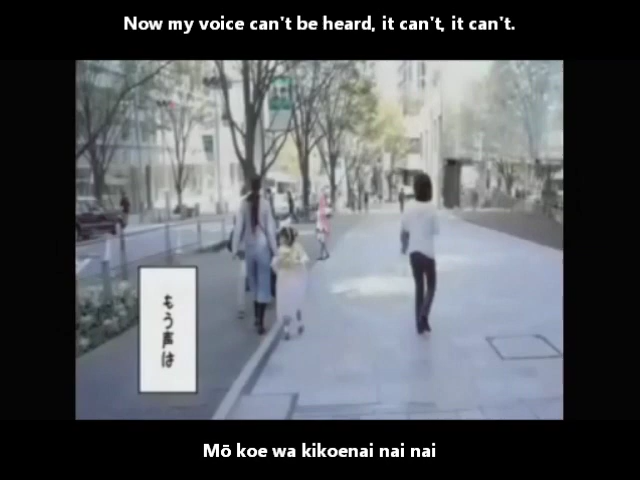 Now my voice can't be heard, it can't, it can't.
もう声は
Mō koe wa kikoenai nai nai